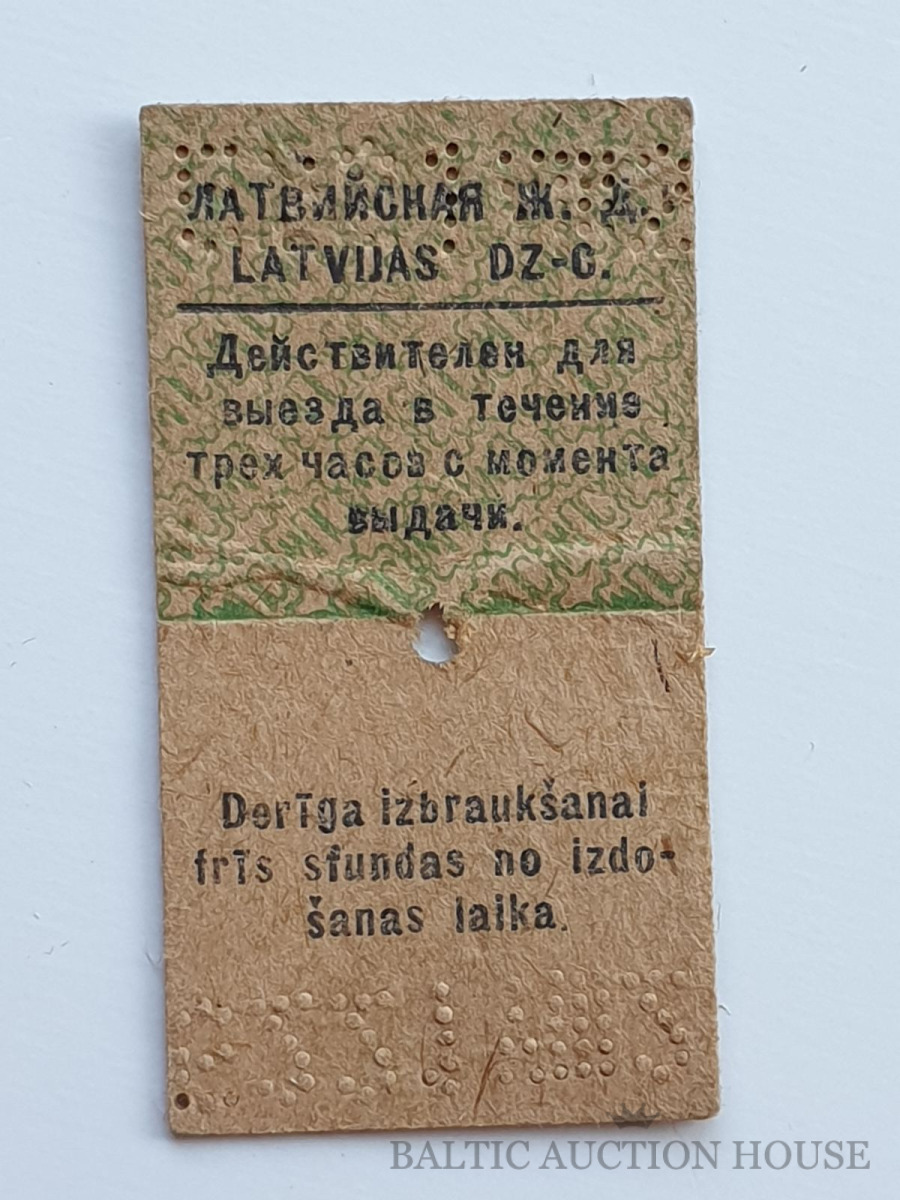 ЛАТВИЙСКАЯ Ж. Д.
LATVIJAS DZ-C.
Действителен для
выезда в течение
трех часов с момента
выдачи.
Derīga izbraukšanai
trīs stundas no izdo-
šanas laika.
BALTIC AUCTION HOUSE